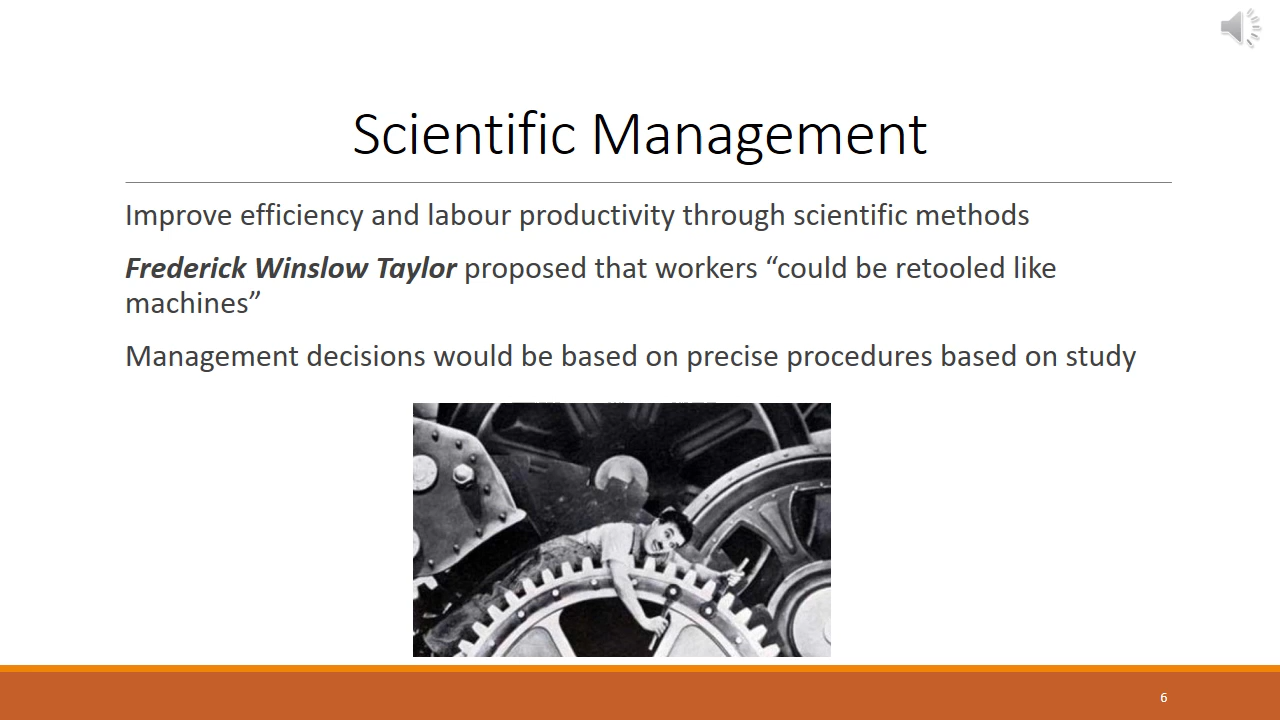 Scientific Management
Improve efficiency and labour productivity through scientific methods
Frederick Winslow Taylor proposed that workers “could be retooled like
machines”
Management decisions would be based on precise procedures based on study
6